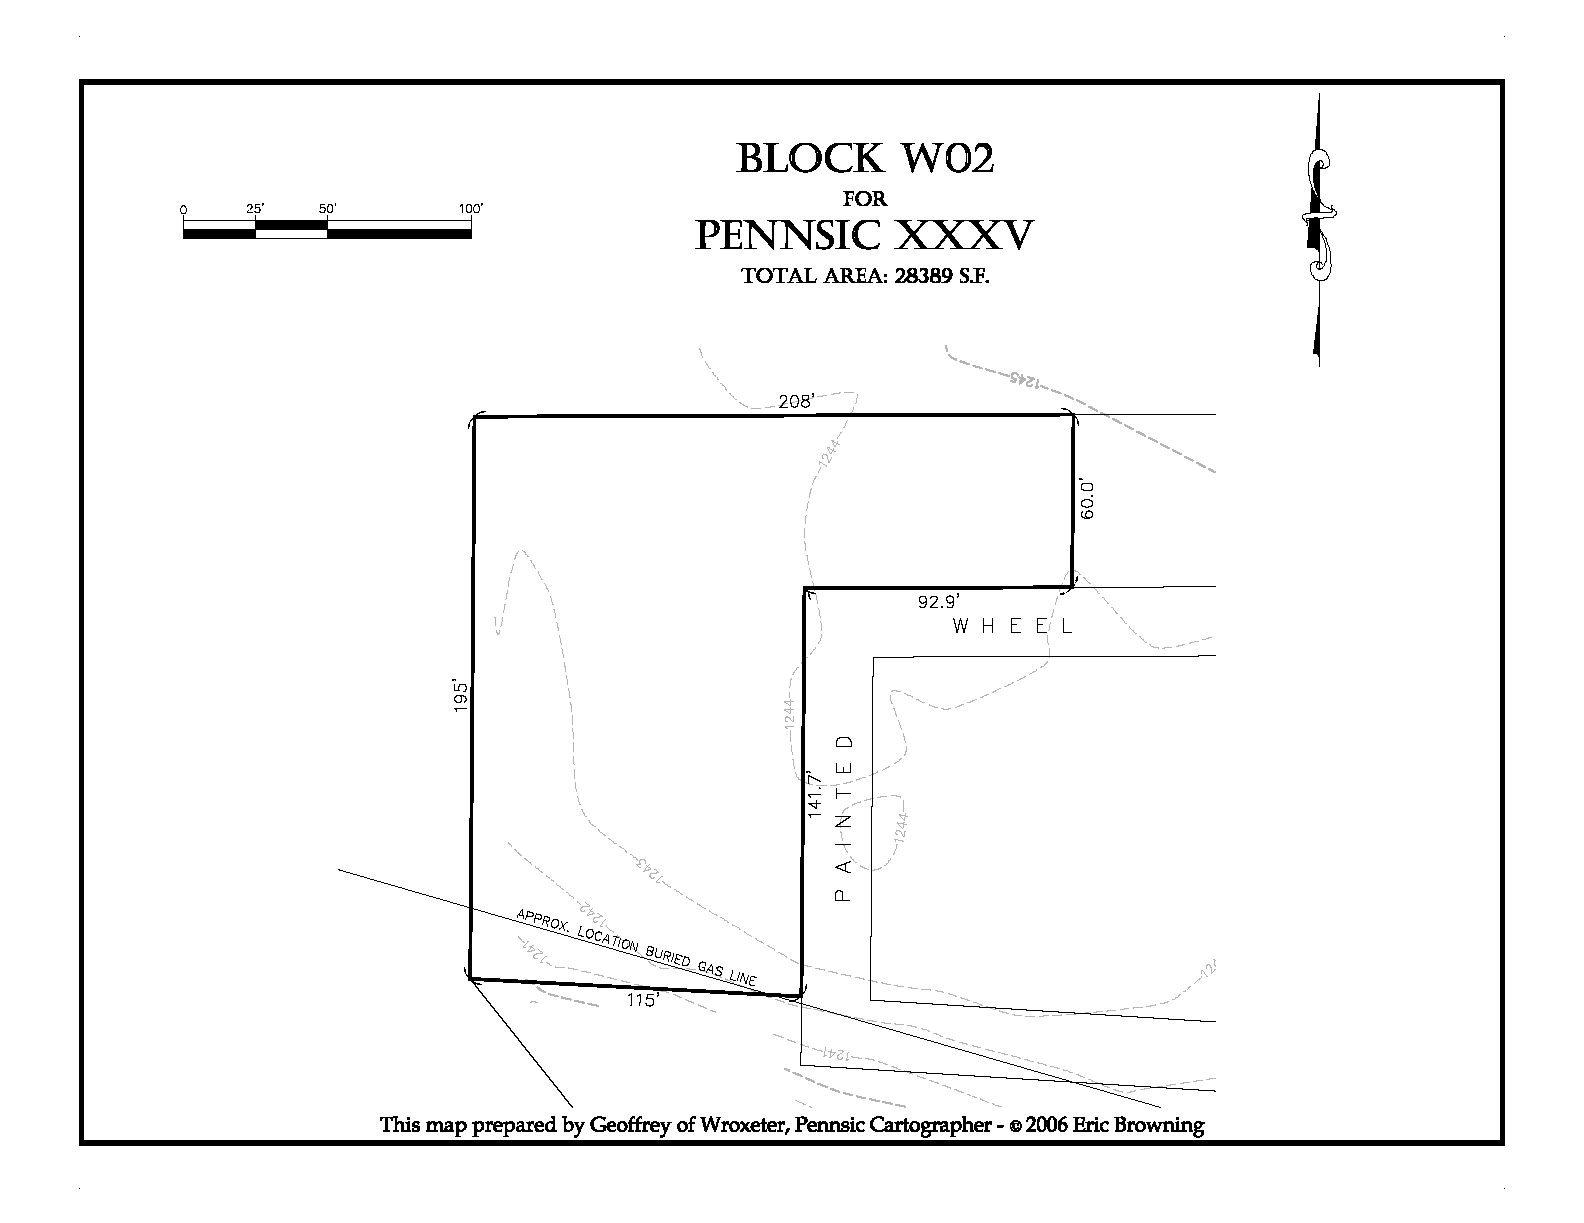 BLOCK W02
FOR
PENNSIC XXXV
TOTAL AREA: 28389 S.F.
0 25' 50' 100'
1245
208'
1244
60.0'
92.9'
WHEEL
195'
1244
PAINTED
141.7'
1244
1243
1242
APPROX. LOCATION BURIED GAS LINE
1241
115'
1241
This map prepared by Geoffrey of Wroxeter, Pennsic Cartographer - © 2006 Eric Browning